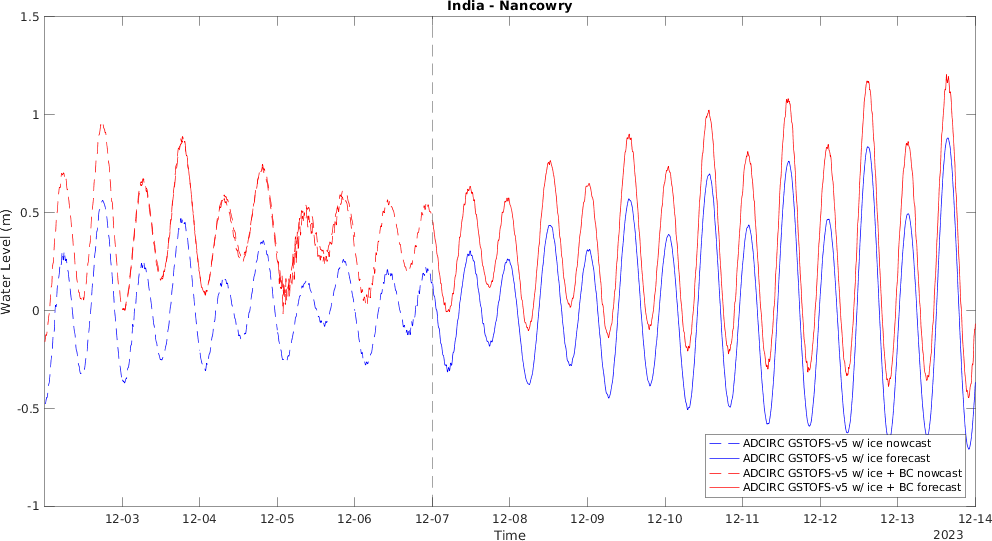 India - Nancowry
1.5
1
0.5
0
-0.5
-1
Water Level (m)
ADCIRC GSTOFS-v5 w/ ice nowcast
ADCIRC GSTOFS-v5 w/ ice forecast
ADCIRC GSTOFS-v5 w/ ice + BC nowcast
ADCIRC GSTOFS-v5 w/ ice + BC forecast
12-03 12-04 12-05 12-06 12-07 12-08 12-09 12-10 12-11 12-12 12-13 12-14
Time
2023